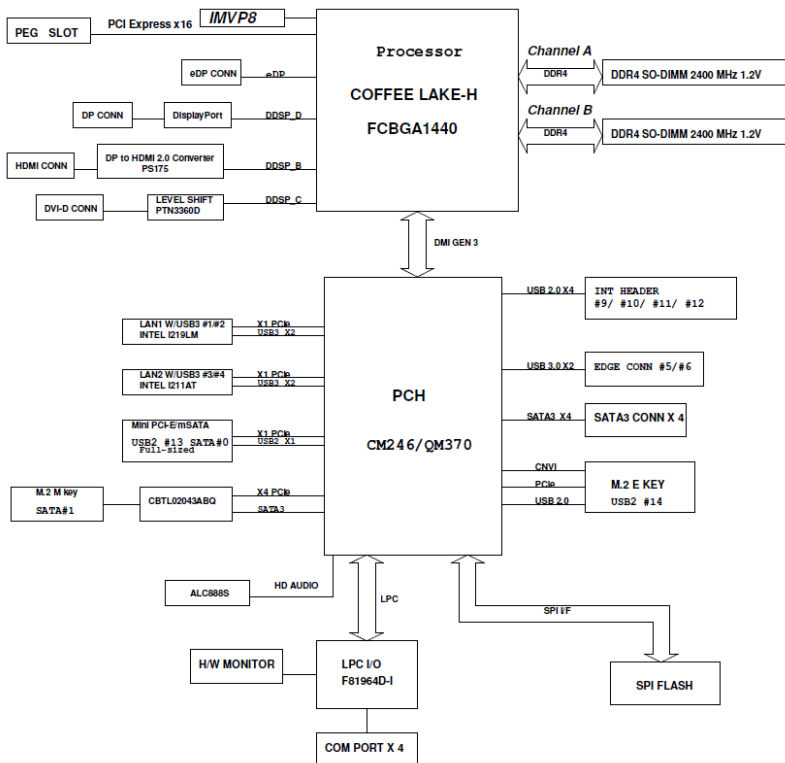 IMVP8
PEG SLOT
PCI Express x16
Processor
COFFEE LAKE-H
FCBGA1440
Channel A
DDR4
DDR4 SO-DIMM 2400 MHz 1.2V
Channel B
DDR4
DDR4 SO-DIMM 2400 MHz 1.2V
eDP CONN
eDP
DP CONN
DisplayPort
DDSP_D
HDMI CONN
DP to HDMI 2.0 Converter
PS175
DDSP_B
DVI-D CONN
LEVEL SHIFT
PTN3360D
DDSP_C
DMI GEN 3
PCH
CM246/QM370
LAN1 W/USB3 #1/#2
INTEL I219LM
X1 PCIe
USB3 X2
LAN2 W/USB3 #3/#4
INTEL I211AT
X1 PCIe
USB3 X2
Mini PCI-E/mSATA
USB2 #13 SATA#0
Full-sized
X1 PCIe
USB2 X1
M.2 M key
SATA#1
CBTL02043ABQ
X4 PCIe
SATA3
USB 2.0 X4
INT HEADER
#9/ #10/ #11/ #12
USB 3.0 X2
EDGE CONN #5/#6
SATA3 X4
SATA3 CONN X 4
CNVI
PCIe
USB 2.0
M.2 E KEY
USB2 #14
ALC888S
HD AUDIO
LPC
SPI I/F
H/W MONITOR
LPC I/O
F81964D-I
SPI FLASH
COM PORT X 4